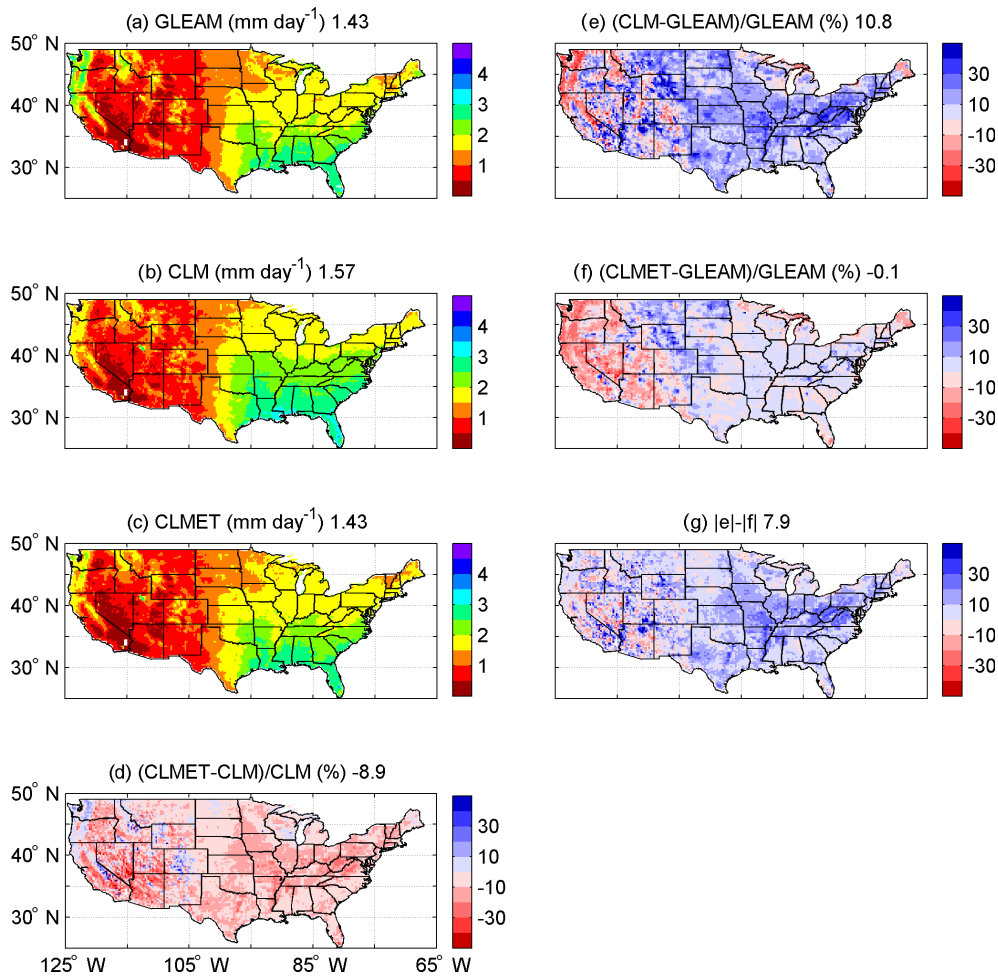 (a) GLEAM (mm day⁻¹) 1.43
50° N
40° N
30° N
4
3
2
1
(e) (CLM-GLEAM)/GLEAM (%) 10.8
30
10
-10
-30
(b) CLM (mm day⁻¹) 1.57
50° N
40° N
30° N
4
3
2
1
(f) (CLMET-GLEAM)/GLEAM (%) -0.1
30
10
-10
-30
(c) CLMET (mm day⁻¹) 1.43
50° N
40° N
30° N
4
3
2
1
(g) |e|-|f| 7.9
30
10
-10
-30
(d) (CLMET-CLM)/CLM (%) -8.9
50° N
40° N
30° N
125° W 105° W 85° W 65° W
30
10
-10
-30